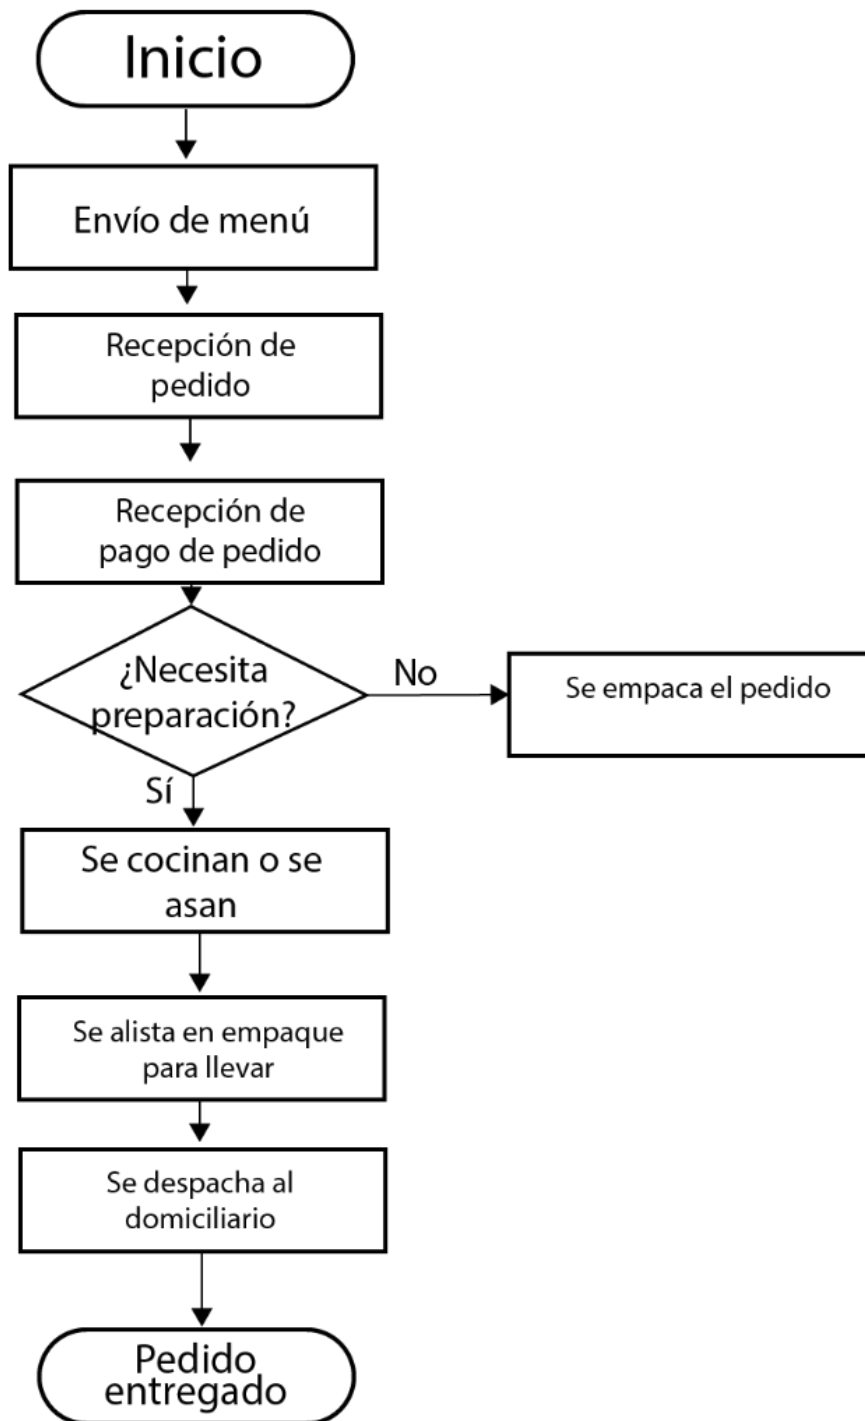 Inicio
Envío de menú
Recepción de
pedido
Recepción de
pago de pedido
¿Necesita
preparación?
No
Se empaca el pedido
Sí
Se cocinan o se
asan
Se alista en empaque
para llevar
Se despacha al
domiciliario
Pedido
entregado